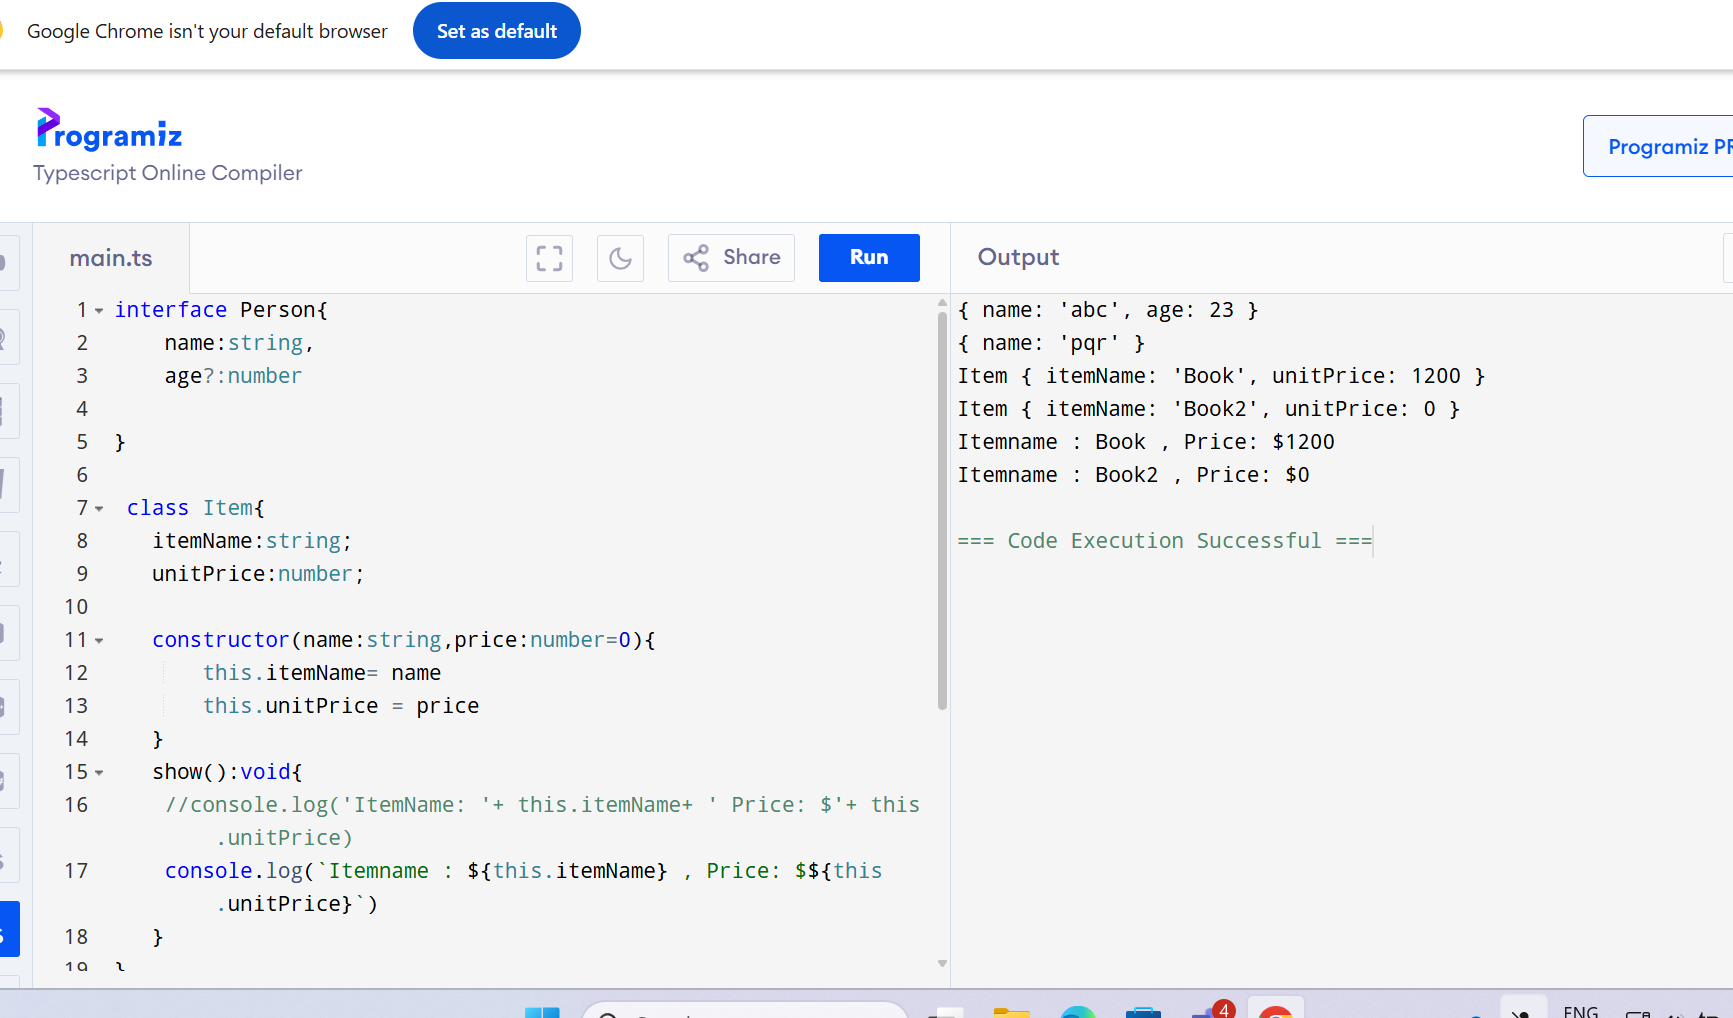 Google Chrome isn't your default browser
Set as default
Programiz
Typescript Online Compiler
Programiz
main.ts
Share
Run
Output
1 interface Person{
2 name:string,
3 age?:number
4
5 }
6
7 class Item{
8 itemName:string;
9 unitPrice:number;
10
11 constructor(name:string,price:number=0){
12 this.itemName= name
13 this.unitPrice = price
14 }
15 show():void{
16 //console.log('ItemName: '+ this.itemName+ ' Price: $'+ this
.unitPrice)
17 console.log(`Itemname : ${this.itemName} , Price: $${this
.unitPrice}`)
18 }
19 }
{ name: 'abc', age: 23 }
{ name: 'pqr' }
Item { itemName: 'Book', unitPrice: 1200 }
Item { itemName: 'Book2', unitPrice: 0 }
Itemname : Book , Price: $1200
Itemname : Book2 , Price: $0
=== Code Execution Successful ===
4
ENG